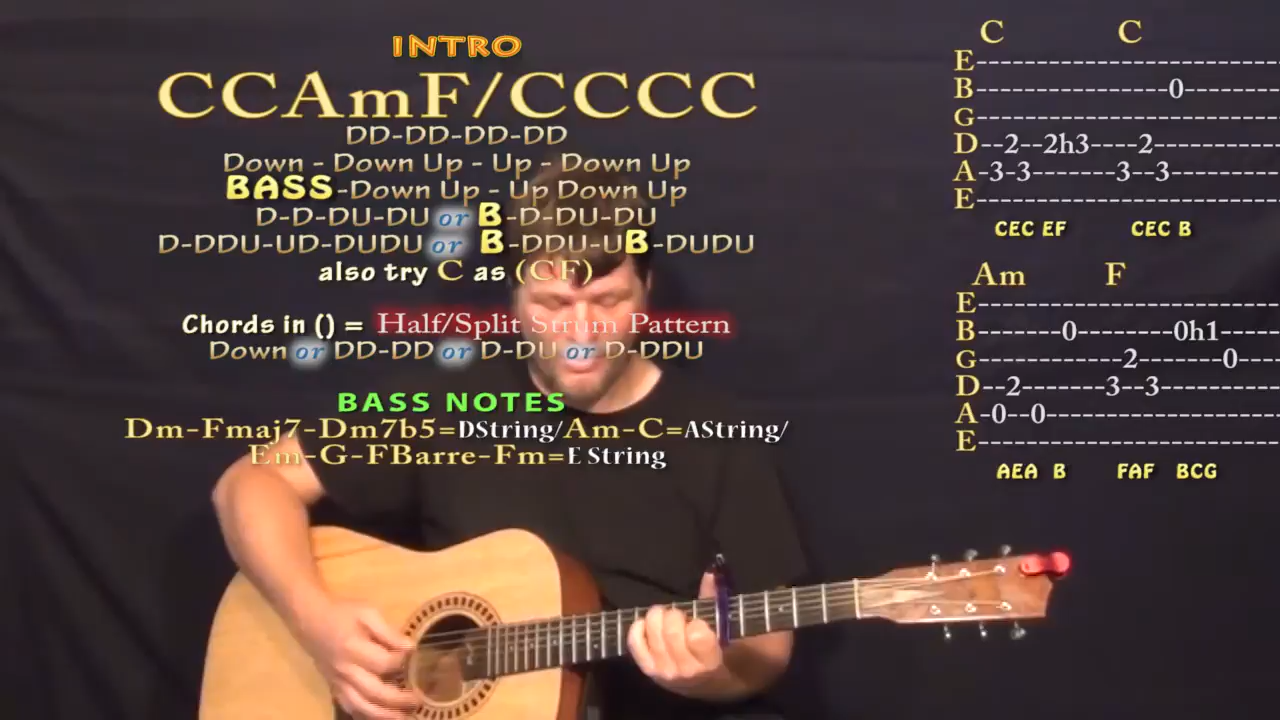 INTRO
CCAmF/CCCC
DD-DD-DD-DD
Down - Down Up - Up - Down Up
BASS-Down Up - Up Down Up
D-D-DU-DU or B-D-DU-DU
D-DDU-UD-DUDU or B-DDU-UB-DUDU
also try C as (CF)
Chords in () = Half/Split Strum Pattern
Down or DD-DD or D-DU or D-DDU
BASS NOTES
Dm-Fmaj7-Dm7b5=DString/Am-C=AString/
Em-G-FBarre-Fm=E String
C C
E-------------------------------
B-------------------0----------
G-------------------------------
D--2--2h3----2---------------
A-3-3---------3--3------------
E-------------------------------
CEC EF CEC B
Am F
E-------------------------------
B---------0----------0h1------
G----------------2---------0----
D--2---------3--3-------------
A-0--0-------------------------
E-------------------------------
AEA B FAF BCG